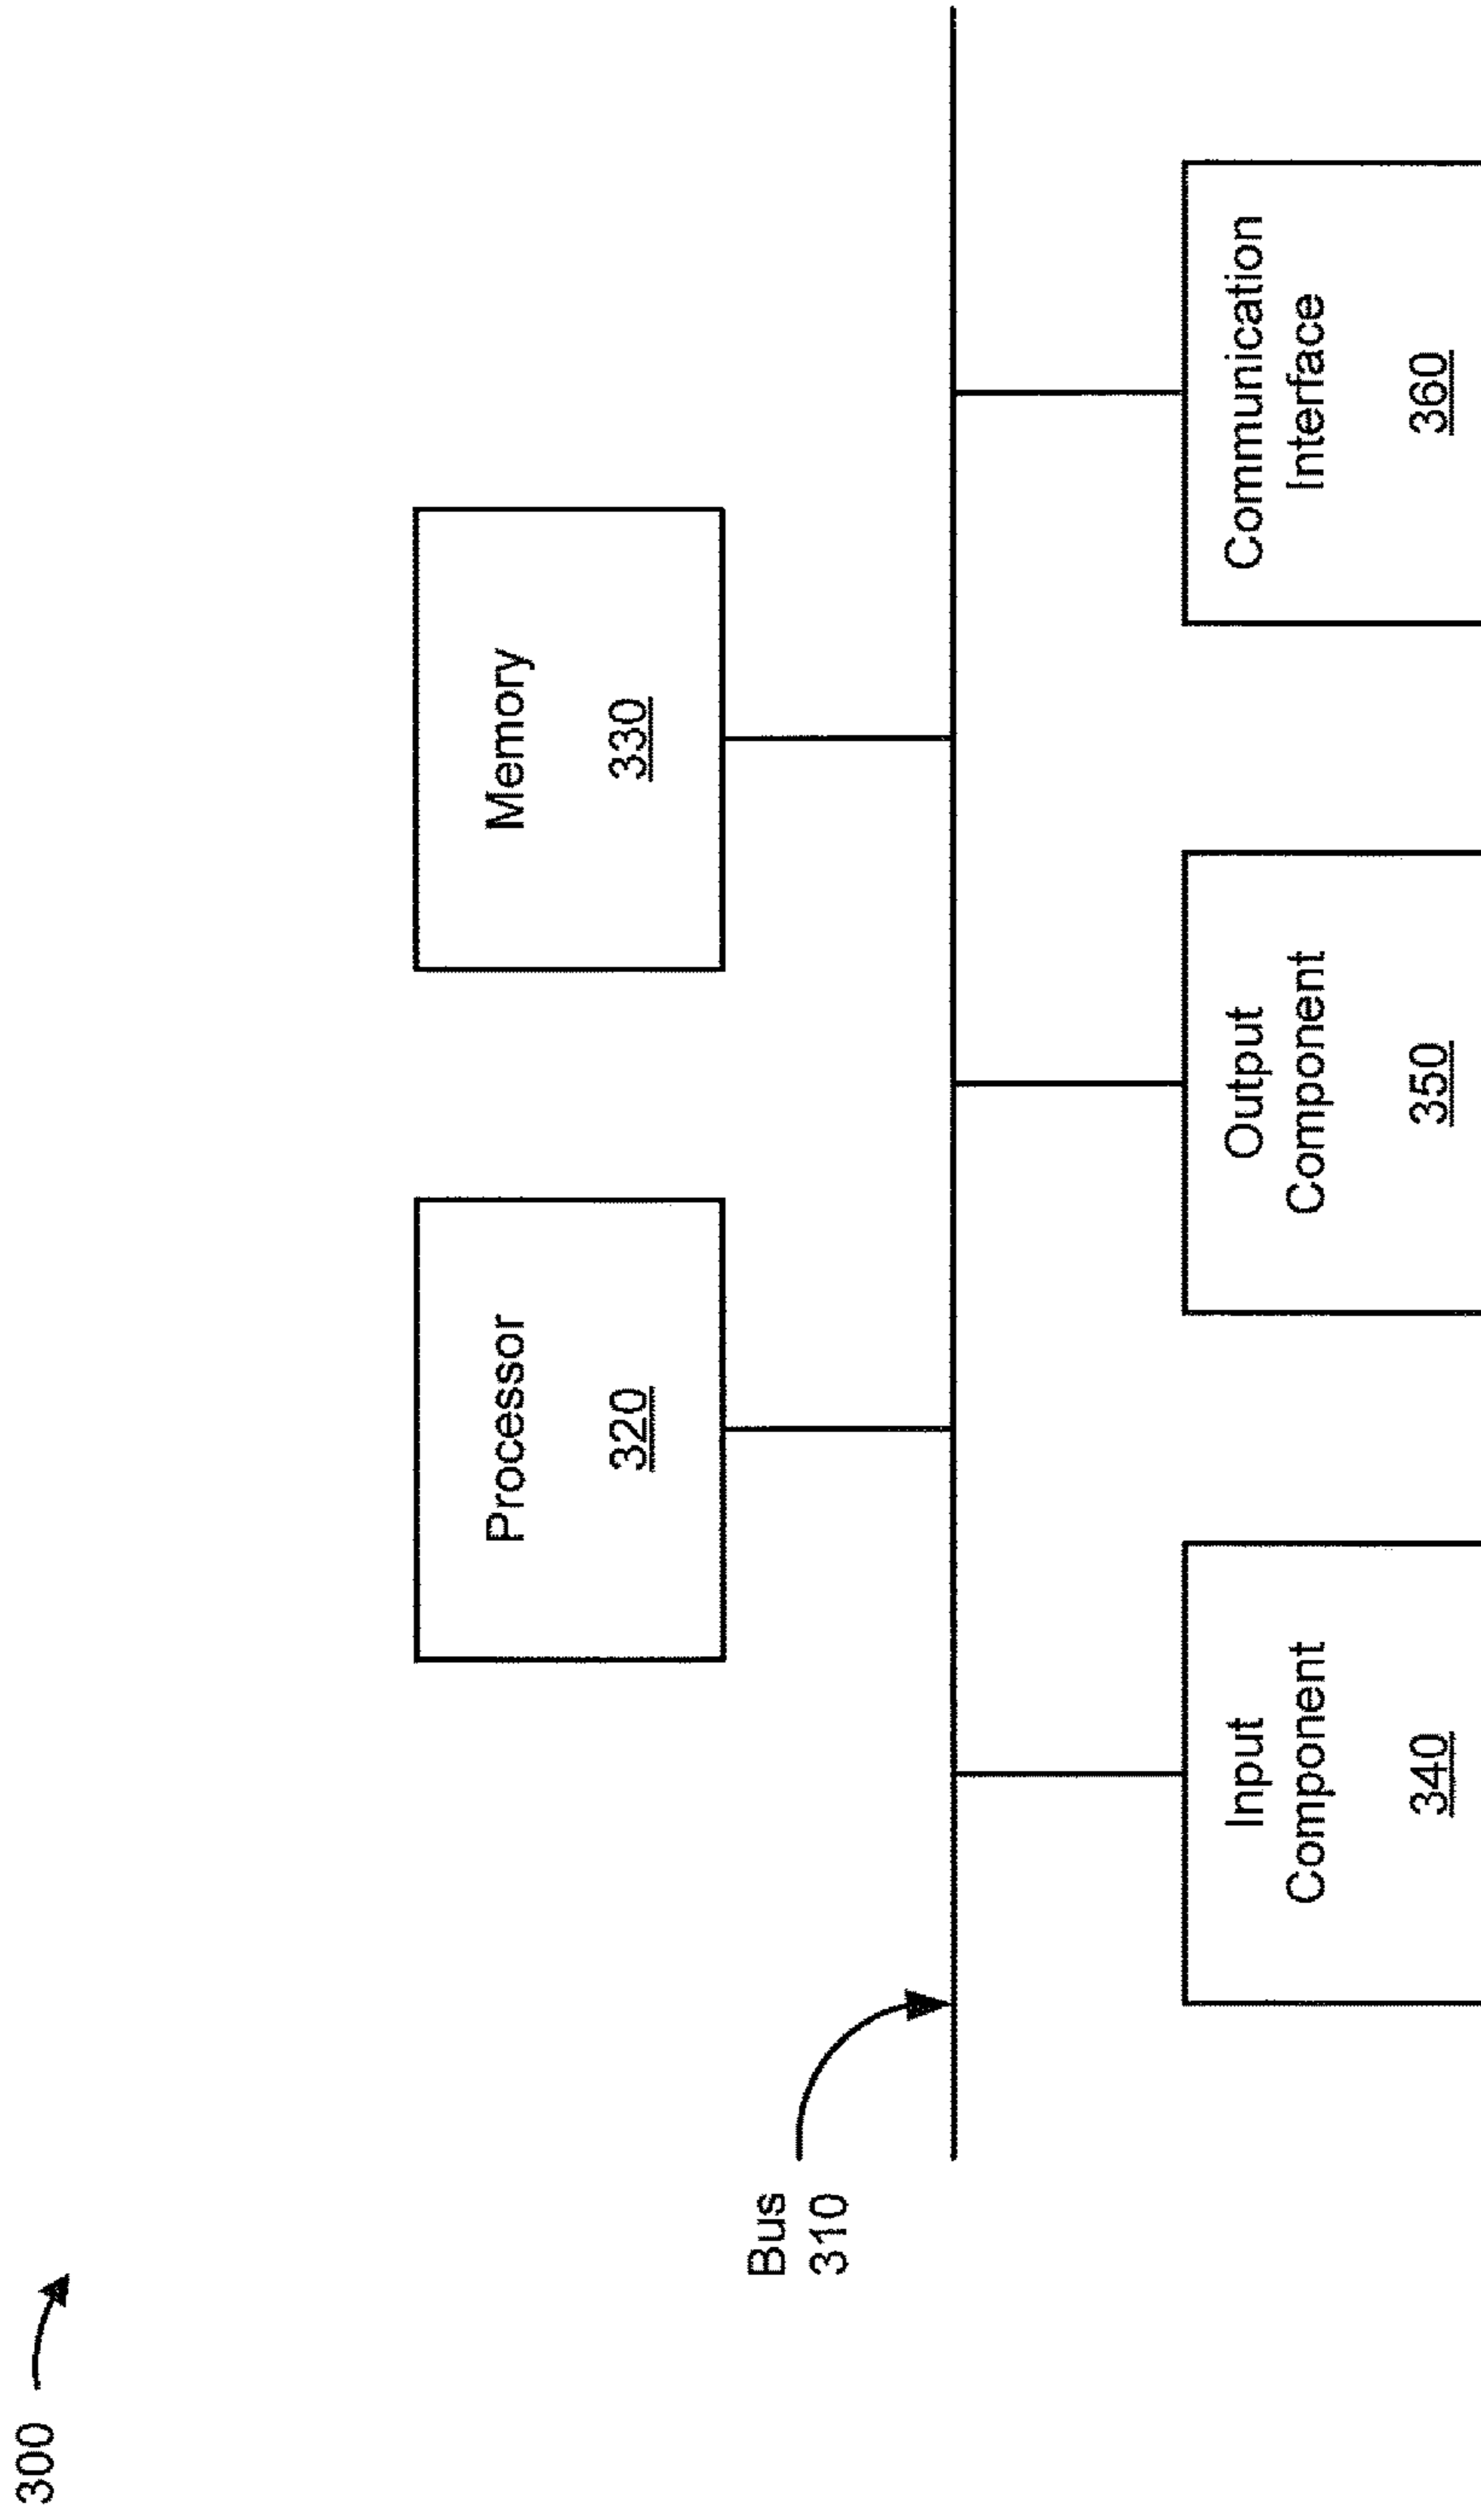 300
Processor
320
Memory
330
Bus
310
Input
Component
340
Output
Component
350
Communication
Interface
360